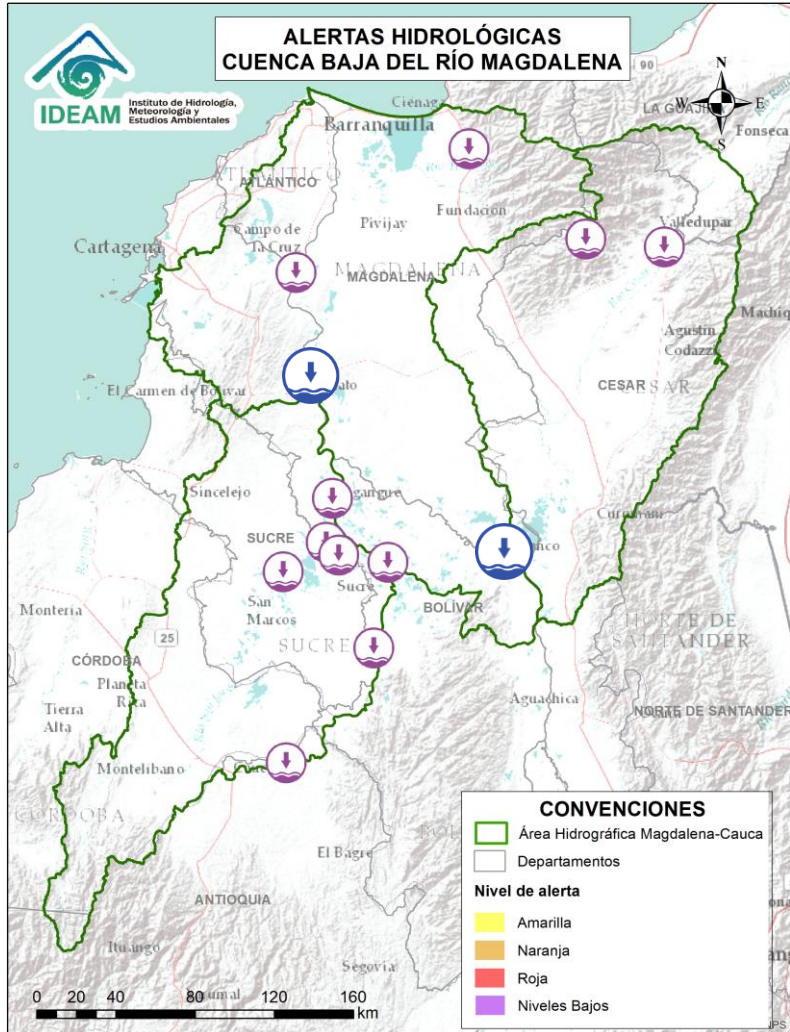 ALERTAS HIDROLÓGICAS
CUENCA BAJA DEL RÍO MAGDALENA
IDEAM
Instituto de Hidrología,
Meteorología y
Estudios Ambientales
N
W
E
S
90
LA GUAJIRA
Ciénaga
Barranquilla
Fonseca
ATLÁNTICO
ATLÁNTICO
Fundación
Pivijay
Valledupar
Campo de
la Cruz
Cartagena
MAGDALENA
MAGDALENA
Agustín
Codazzi
CESAR
CESAR
El Carmen de Bolívar
Sincelejo
SUCRE
Sucre
San
Marcos
BOLÍVAR
SUCRE
Montería
25
CÓRDOBA
Planeta
Rica
Tierra
Alta
NORTE DE
SANTANDER
Aguachica
NORTE DE SANTANDER
Montelíbano
CÓRDOBA
El Bagre
ANTIOQUIA
Ituango
Segovia
CONVENCIONES
Área Hidrográfica Magdalena-Cauca
Departamentos
Nivel de alerta
Amarilla
Naranja
Roja
Niveles Bajos
0 20 40 80 120 160
km